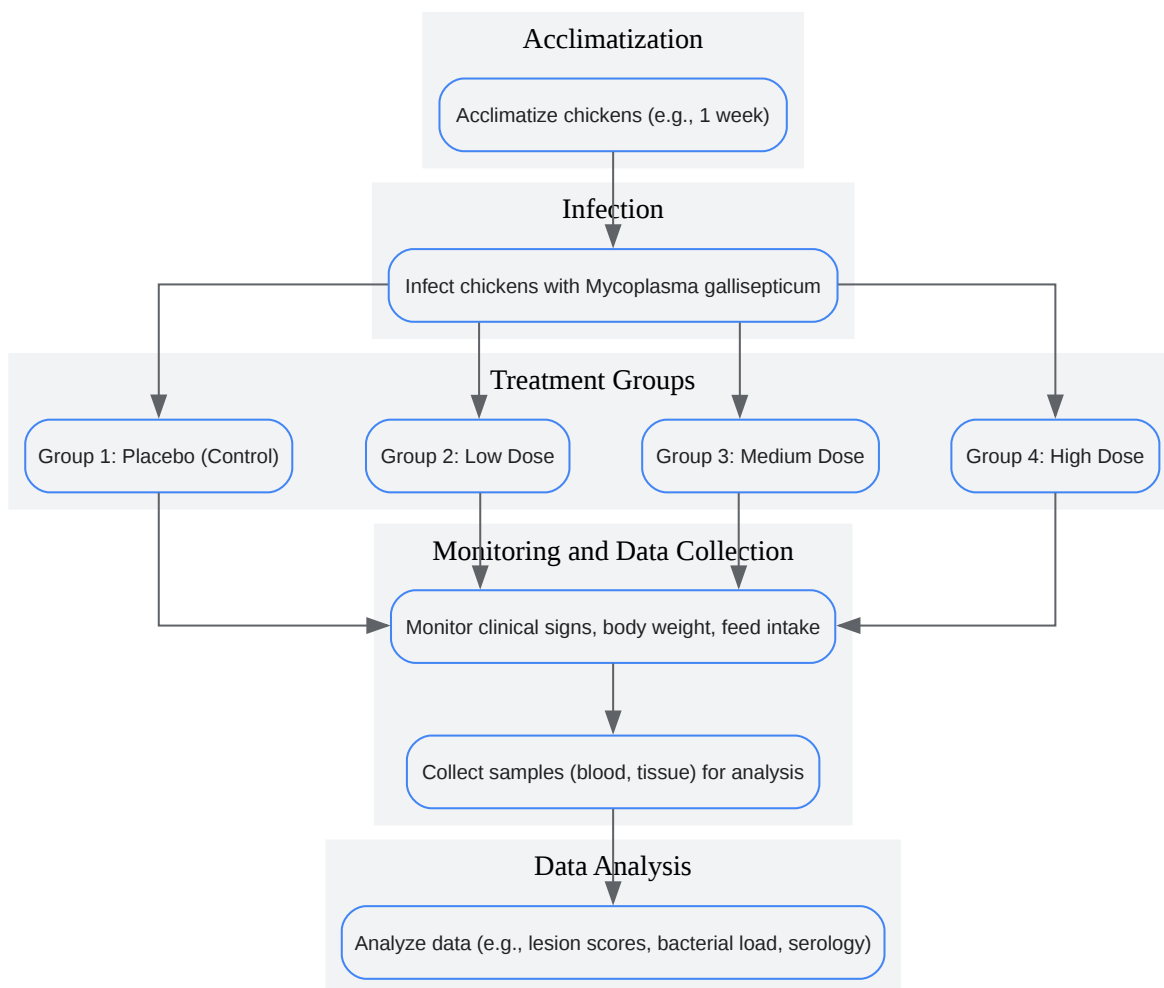 Acclimatization
Acclimatize chickens (e.g., 1 week)
Infection
Infect chickens with Mycoplasma gallisepticum
Treatment Groups
Group 1: Placebo (Control)
Group 2: Low Dose
Group 3: Medium Dose
Group 4: High Dose
Monitoring and Data Collection
Monitor clinical signs, body weight, feed intake
Collect samples (blood, tissue) for analysis
Data Analysis
Analyze data (e.g., lesion scores, bacterial load, serology)